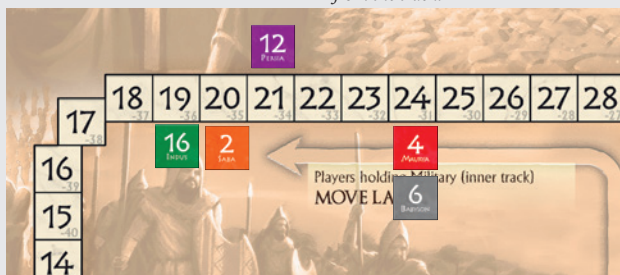 12
PERSIA
18 19 20 21 22 23 24 25 26 27 28
-37 -36 -35 -34 -33 -32 -31 -30 -29 -28 -27
17
-38
16
INDUS
2
SABA
4
MAURYA
16
-39
Players holding Military (inner track)
MOVE LA
6
BABYLON
15
-40
14